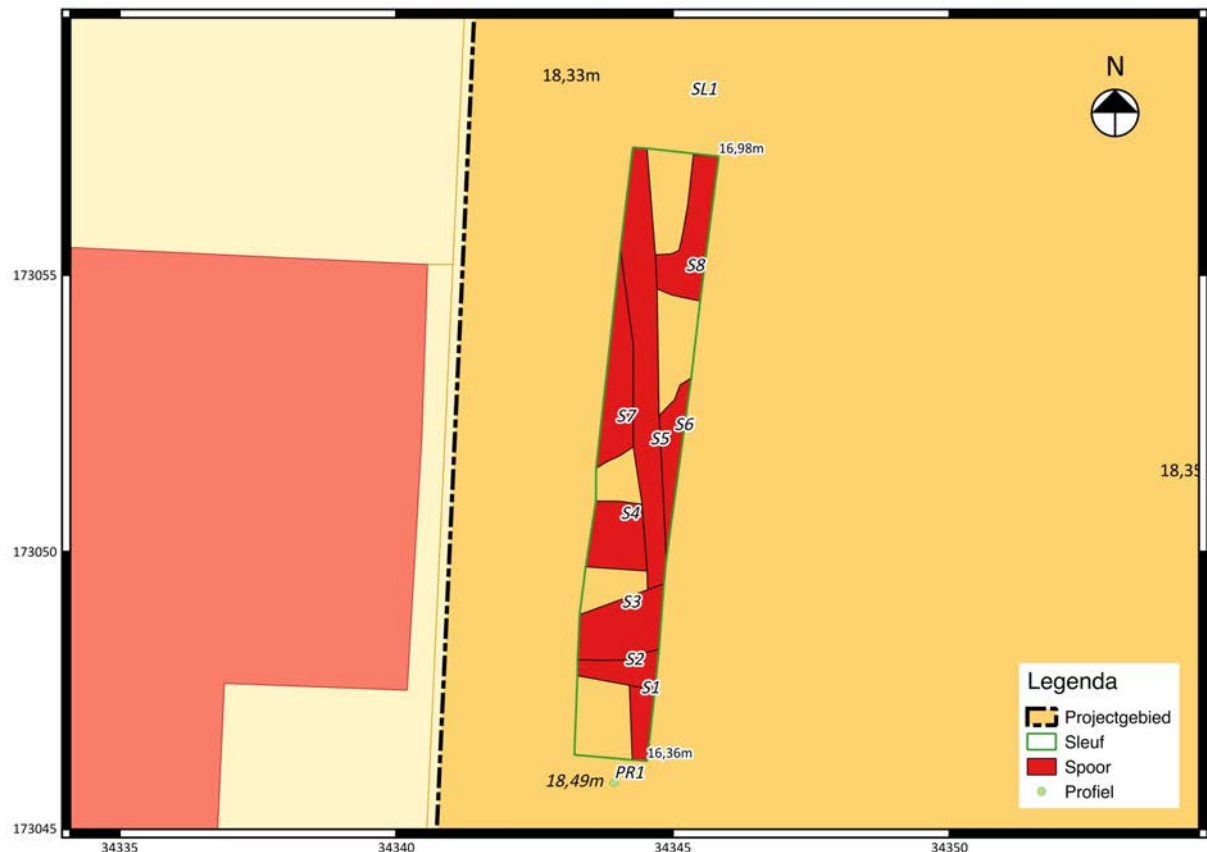 18,33m
SL1
N
16,98m
173055
S8
S7
S6
S5
18,35
S4
173050
S3
S2
S1
16,36m
PR1
18,49m
Legenda
Projectgebied
Sleuf
Spoor
Profiel
173045
34335
34340
34345
34350